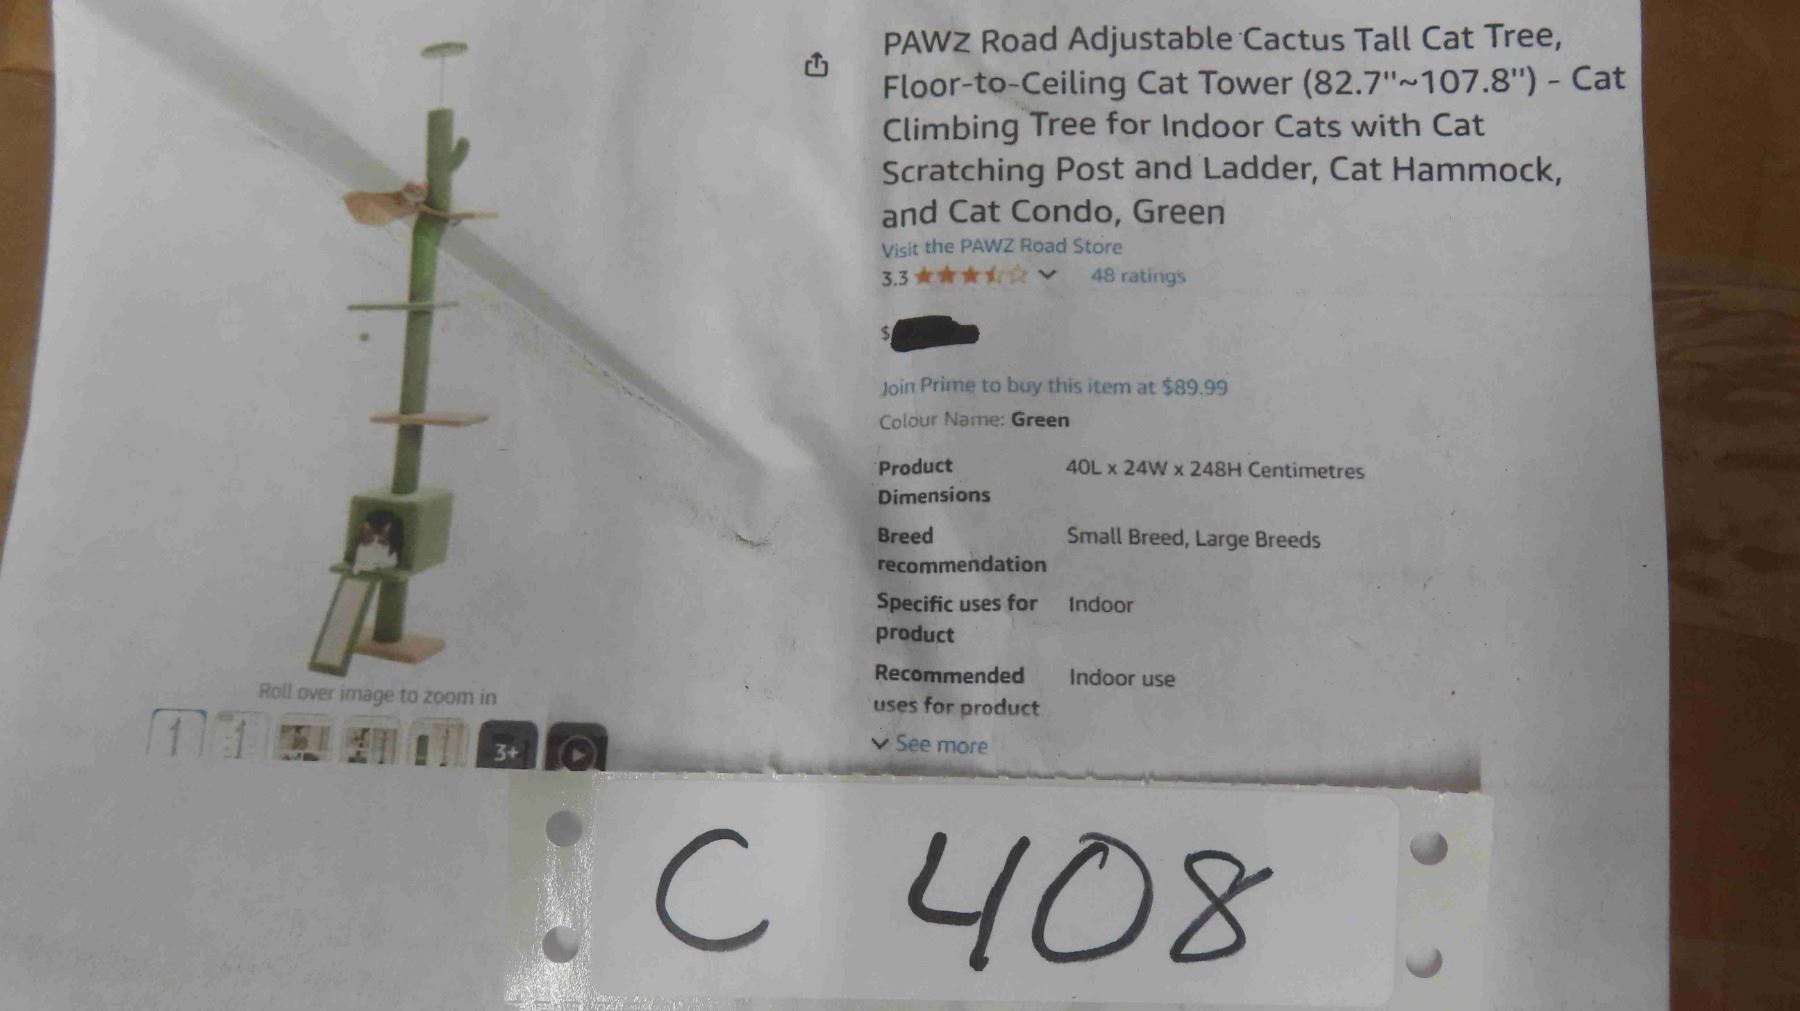 PAWZ Road Adjustable Cactus Tall Cat Tree,
Floor-to-Ceiling Cat Tower (82.7"~107.8") - Cat
Climbing Tree for Indoor Cats with Cat
Scratching Post and Ladder, Cat Hammock,
and Cat Condo, Green
Visit the PAWZ Road Store
3.3 48 ratings
$
Join Prime to buy this item at $89.99
Colour Name: Green
Product Dimensions 40L x 24W x 248H Centimetres
Breed recommendation Small Breed, Large Breeds
Specific uses for product Indoor
Recommended uses for product Indoor use
See more
Roll over image to zoom in
3+
C 408